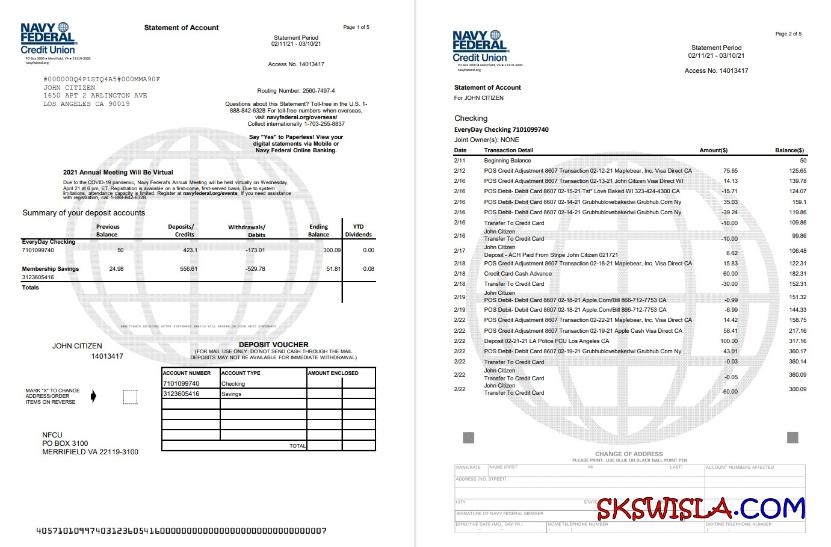 NAVY
FEDERAL
Credit Union
PO Box 3000 • Merrifield, VA • 22119-3000
navyfederal.org
Statement of Account
Page 1 of 5
Statement Period
02/11/21 - 03/10/21
Access No. 14013417
#000000Q4P1STQ4A5#000MMA90F
JOHN CITIZEN
1650 APT 2 ARLINGTON AVE
LOS ANGELES CA 90019
Routing Number: 2560-7497-4
Questions about this Statement? Toll-free in the U.S. 1-
888-842-6328 For toll-free numbers when overseas,
visit navyfederal.org/overseas/
Collect internationally 1-703-255-8837
Say "Yes" to Paperless! View your
digital statements via Mobile or
Navy Federal Online Banking.
2021 Annual Meeting Will Be Virtual
Due to the COVID-19 pandemic, Navy Federal's Annual Meeting will be held virtually on Wednesday,
April 21 at 6 pm, ET. Registration is available on a first-come, first-served basis. Due to system
limitations, attendance capacity is limited. Register at navyfederal.org/events. If you need assistance
with registration, call 1-888-842-6328.
Summary of your deposit accounts
Previous Balance Deposits/ Credits Withdrawals/ Debits Ending Balance YTD Dividends
EveryDay Checking
7101099740 50 423.1 -173.01 300.09 0.00
Membership Savings 24.98 556.61 -529.78 51.81 0.08
3123605416
Totals
JOHN CITIZEN
14013417
DEPOSIT VOUCHER
(FOR MAIL USE ONLY. DO NOT SEND CASH THROUGH THE MAIL
DEPOSITS MAY NOT BE AVAILABLE FOR IMMEDIATE WITHDRAWAL)
MARK "X" TO CHANGE
ADDRESS/ORDER
ITEMS ON REVERSE
ACCOUNT NUMBER ACCOUNT TYPE AMOUNT ENCLOSED
7101099740 Checking
3123605416 Savings
TOTAL
NFCU
PO BOX 3100
MERRIFIELD VA 22119-3100
NAVY
FEDERAL
Credit Union
PO Box 3000 • Merrifield, VA • 22119-3000
navyfederal.org
Page 2 of 5
Statement Period
02/11/21 - 03/10/21
Access No. 14013417
Statement of Account
For JOHN CITIZEN
Checking
EveryDay Checking 7101099740
Joint Owner(s): NONE
Date Transaction Detail Amount($) Balance($)
2/11 Beginning Balance 50
2/12 POS Credit Adjustment 8607 Transaction 02-12-21 Maplebear, Inc. Visa Direct CA 75.65 125.65
2/16 POS Credit Adjustment 8607 Transaction 02-13-21 John Citizen Visa Direct WI 14.13 139.78
2/16 POS Debit- Debit Card 8607 02-15-21 Tst* Love Baked WI 323-424-4300 CA -15.71 124.07
2/16 POS Debit- Debit Card 8607 02-14-21 Grubhublovebakedwi Grubhub.Com Ny 35.03 159.1
2/16 POS Debit- Debit Card 8607 02-14-21 Grubhublovebakedwi Grubhub.Com Ny -39.24 119.86
2/16 Transfer To Credit Card -10.00 109.86
John Citizen
2/16 Transfer To Credit Card -10.00 99.86
John Citizen
2/17 Deposit - ACH Paid From Stripe John Citizen 021721 6.62 106.48
2/18 POS Credit Adjustment 8607 Transaction 02-18-21 Maplebear, Inc. Visa Direct CA 15.83 122.31
2/18 Credit Card Cash Advance 60.00 182.31
2/18 Transfer To Credit Card -30.00 152.31
John Citizen
2/19 POS Debit- Debit Card 8607 02-18-21 Apple.Com/Bill 866-712-7753 CA -0.99 151.32
2/19 POS Debit- Debit Card 8607 02-18-21 Apple.Com/Bill 866-712-7753 CA -6.99 144.33
2/22 POS Credit Adjustment 8607 Transaction 02-22-21 Maplebear, Inc. Visa Direct CA 14.42 158.75
2/22 POS Credit Adjustment 8607 Transaction 02-19-21 Apple Cash Visa Direct CA 58.41 217.16
2/22 Deposit 02-21-21 LA Police FCU Los Angeles CA 100.00 317.16
2/22 POS Debit- Debit Card 8607 02-19-21 Grubhublovebakedwi Grubhub.Com Ny 43.01 360.17
2/22 Transfer To Credit Card -0.03 360.14
John Citizen
2/22 Transfer To Credit Card -0.05 360.09
John Citizen
2/22 Transfer To Credit Card -60.00 300.09
CHANGE OF ADDRESS
PLEASE PRINT. USE BLUE OR BLACK BALL POINT PEN
RANK/RATE NAME (FIRST) MI LAST) ACCOUNT NUMBERS AFFECTED
ADDRESS (NO. STREET)
CITY
SIGNATURE OF NAVY FEDERAL MEMBER
EFFECTIVE DATE (MO., DAY, YR.) HOME TELEPHONE NUMBER DAYTIME TELEPHONE NUMBER
SKSWISLA.COM